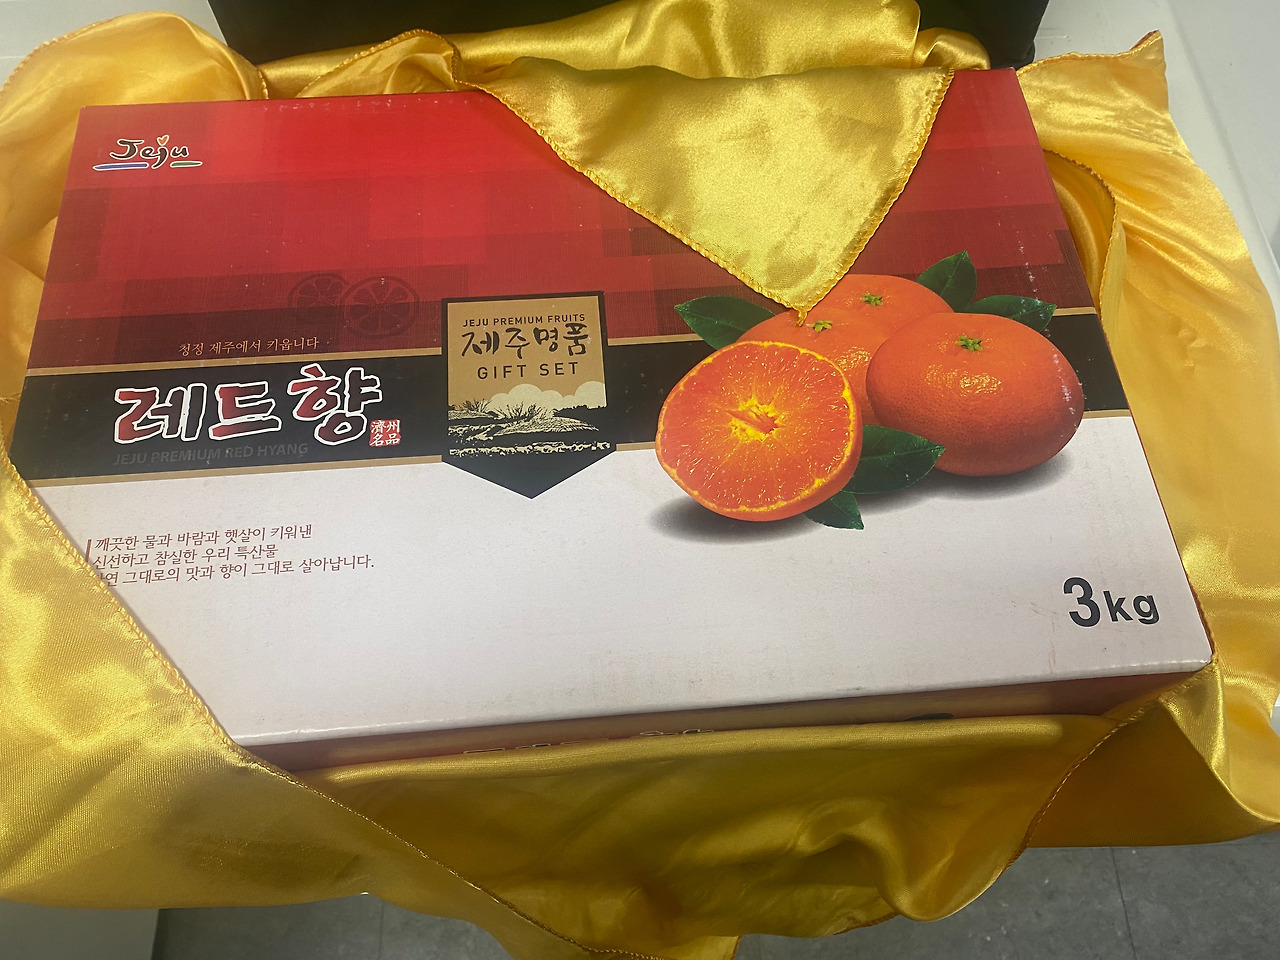 Jeju
청정 제주에서 키웁니다
레드향
濟州
名品
JEJU PREMIUM RED HYANG
JEJU PREMIUM FRUITS
제주명품
GIFT SET
깨끗한 물과 바람과 햇살이 키워낸
신선하고 참실한 우리 특산물
그대로의 맛과 향이 그대로 살아납니다.
3kg